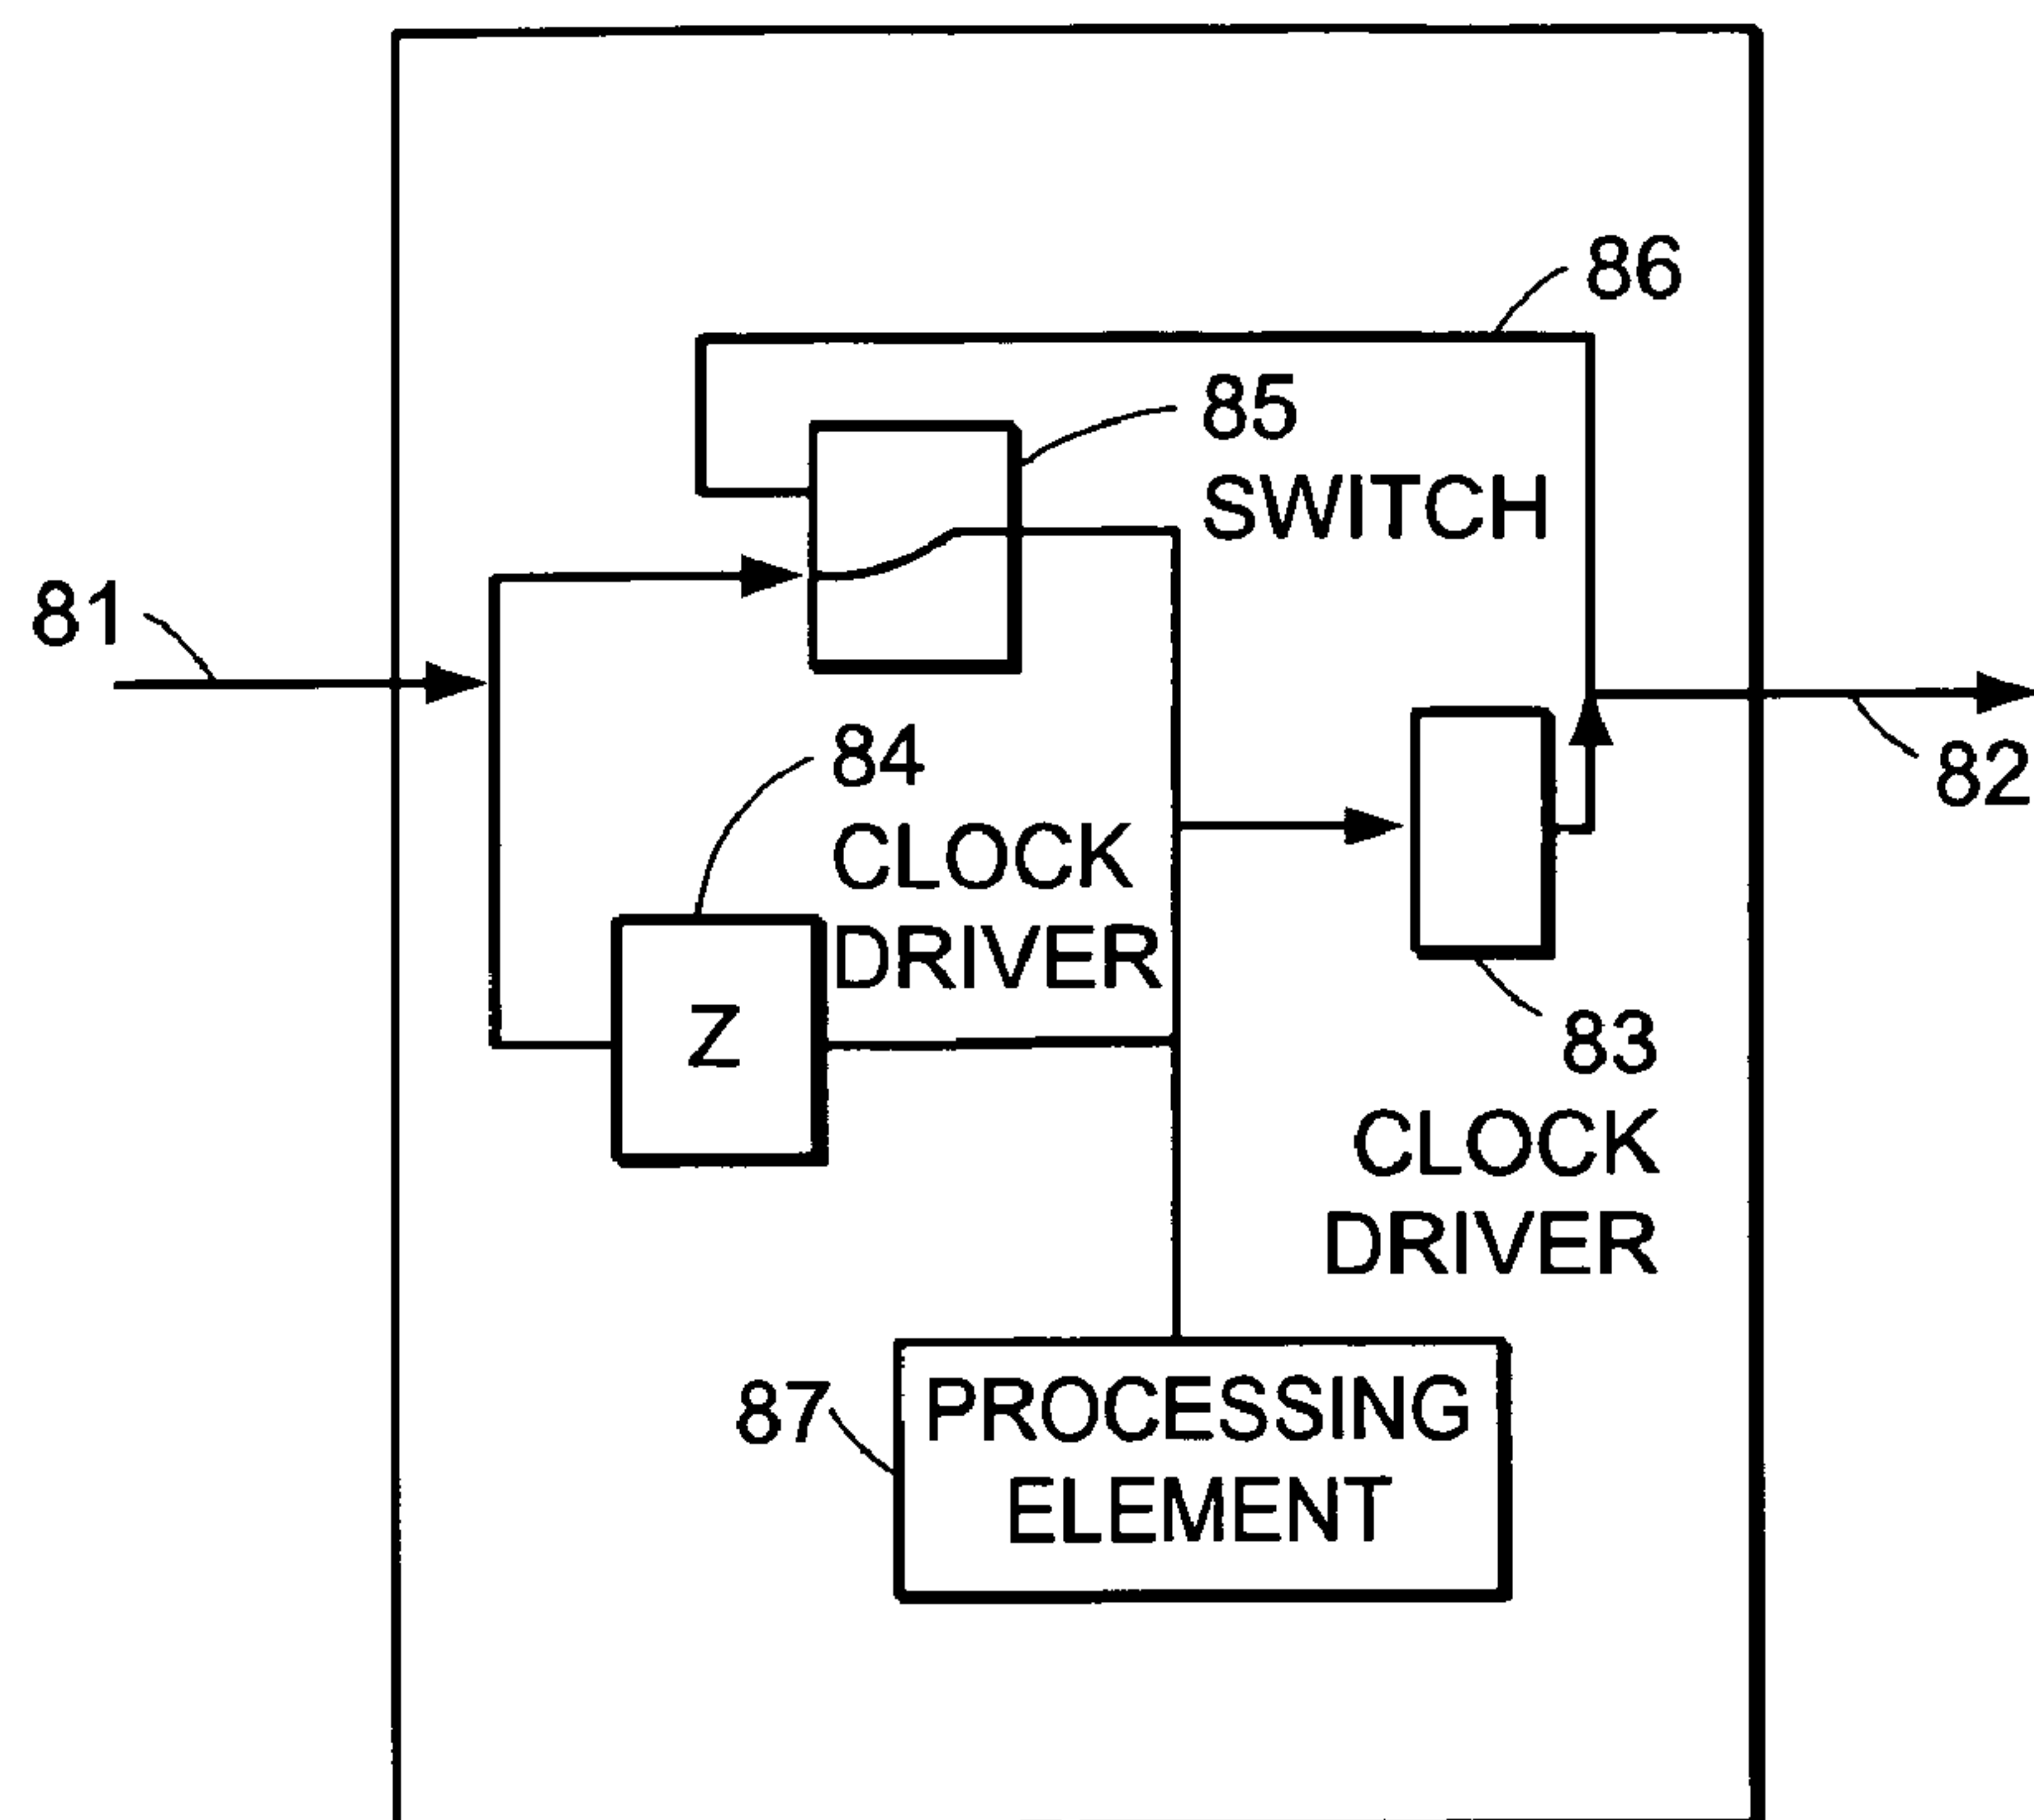 86
85
SWITCH
81
84
CLOCK
DRIVER
82
Z
83
CLOCK
DRIVER
87
PROCESSING
ELEMENT